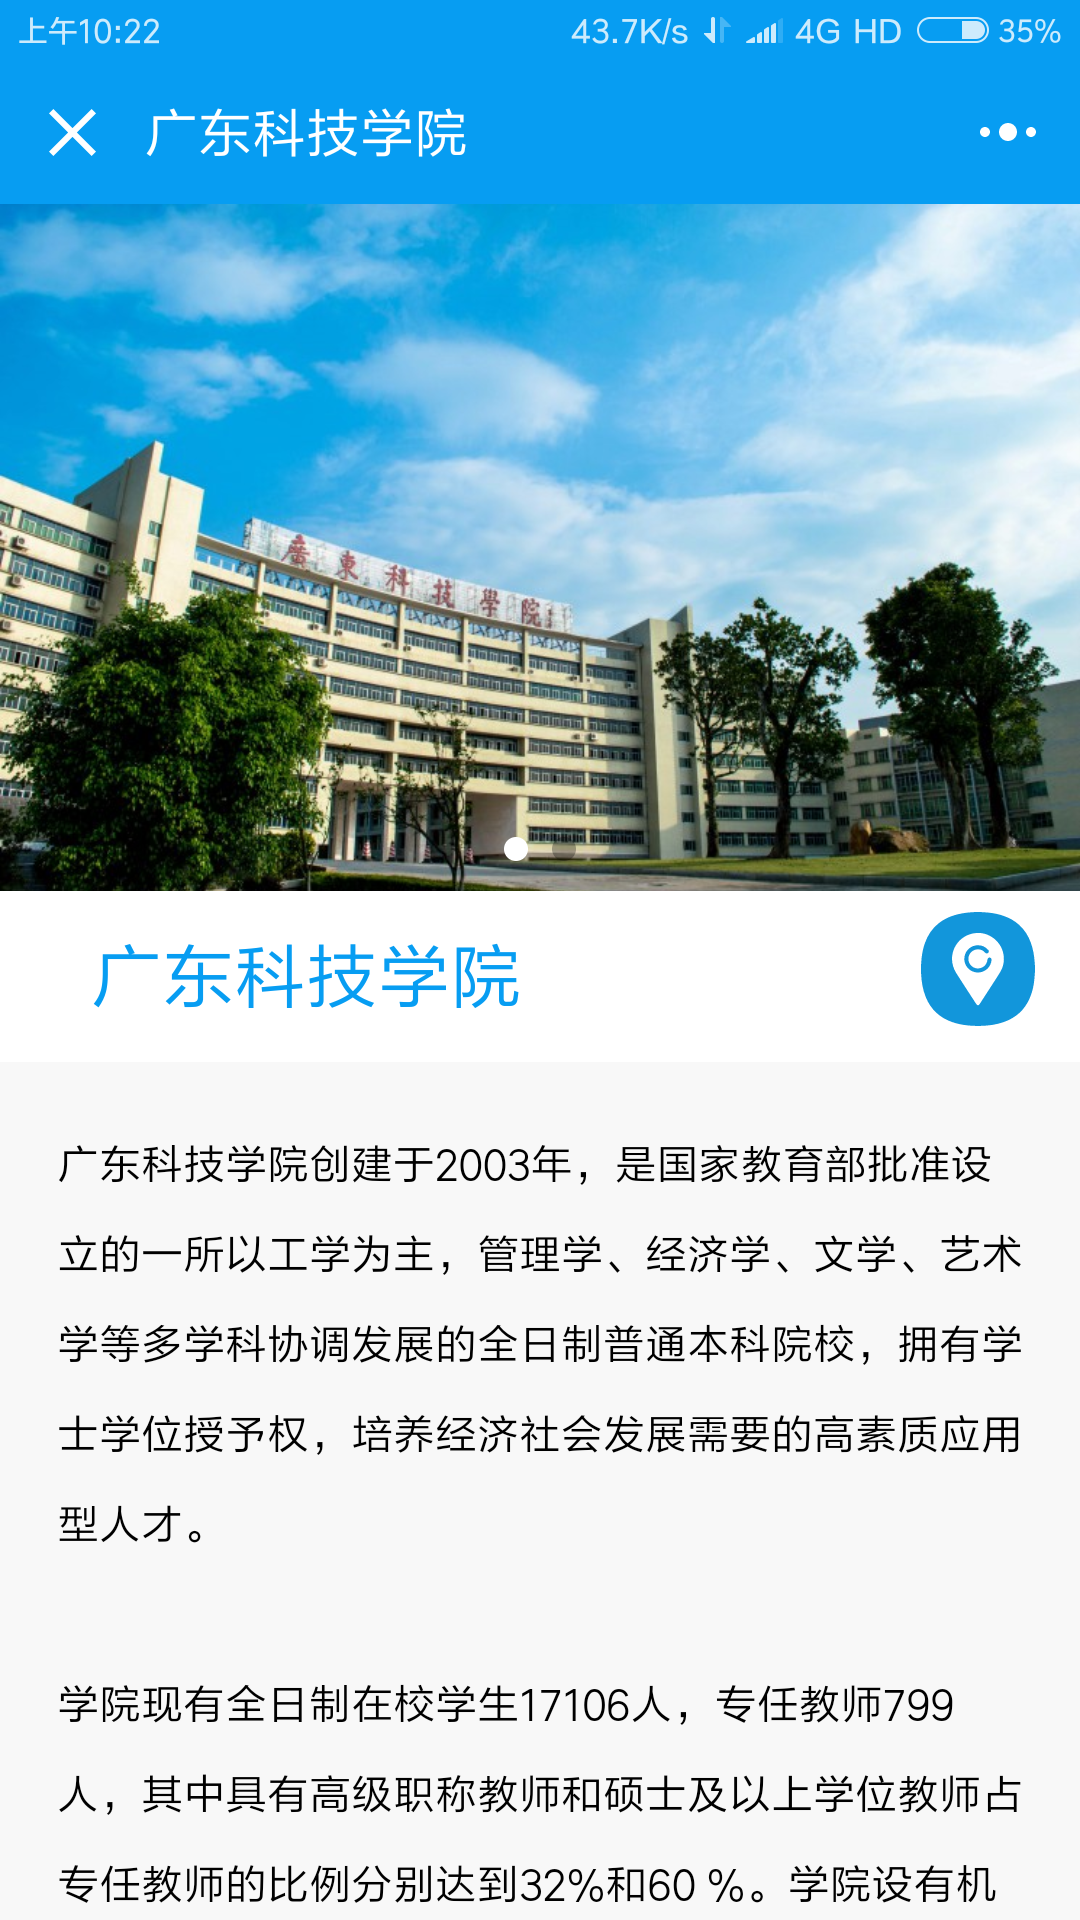 上午10:22 43.7K/s 4G HD 35%
广东科技学院
廣東科技學院
广东科技学院
广东科技学院创建于2003年，是国家教育部批准设
立的一所以工学为主，管理学、经济学、文学、艺术
学等多学科协调发展的全日制普通本科院校，拥有学
士学位授予权，培养经济社会发展需要的高素质应用
型人才。
学院现有全日制在校学生17106人，专任教师799
人，其中具有高级职称教师和硕士及以上学位教师占
专任教师的比例分别达到32%和60 %。学院设有机